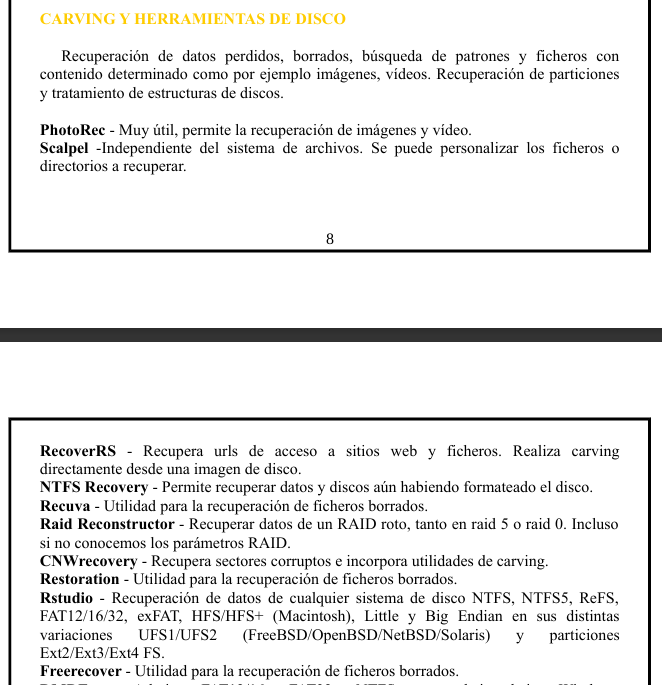 CARVING Y HERRAMIENTAS DE DISCO
Recuperación de datos perdidos, borrados, búsqueda de patrones y ficheros con
contenido determinado como por ejemplo imágenes, vídeos. Recuperación de particiones
y tratamiento de estructuras de discos.
PhotoRec - Muy útil, permite la recuperación de imágenes y vídeo.
Scalpel -Independiente del sistema de archivos. Se puede personalizar los ficheros o
directorios a recuperar.
8
RecoverRS - Recupera urls de acceso a sitios web y ficheros. Realiza carving
directamente desde una imagen de disco.
NTFS Recovery - Permite recuperar datos y discos aún habiendo formateado el disco.
Recuva - Utilidad para la recuperación de ficheros borrados.
Raid Reconstructor - Recuperar datos de un RAID roto, tanto en raid 5 o raid 0. Incluso
si no conocemos los parámetros RAID.
CNWrecovery - Recupera sectores corruptos e incorpora utilidades de carving.
Restoration - Utilidad para la recuperación de ficheros borrados.
Rstudio - Recuperación de datos de cualquier sistema de disco NTFS, NTFS5, ReFS,
FAT12/16/32, exFAT, HFS/HFS+ (Macintosh), Little y Big Endian en sus distintas
variaciones UFS1/UFS2 (FreeBSD/OpenBSD/NetBSD/Solaris) y particiones
Ext2/Ext3/Ext4 FS.
Freerecover - Utilidad para la recuperación de ficheros borrados.